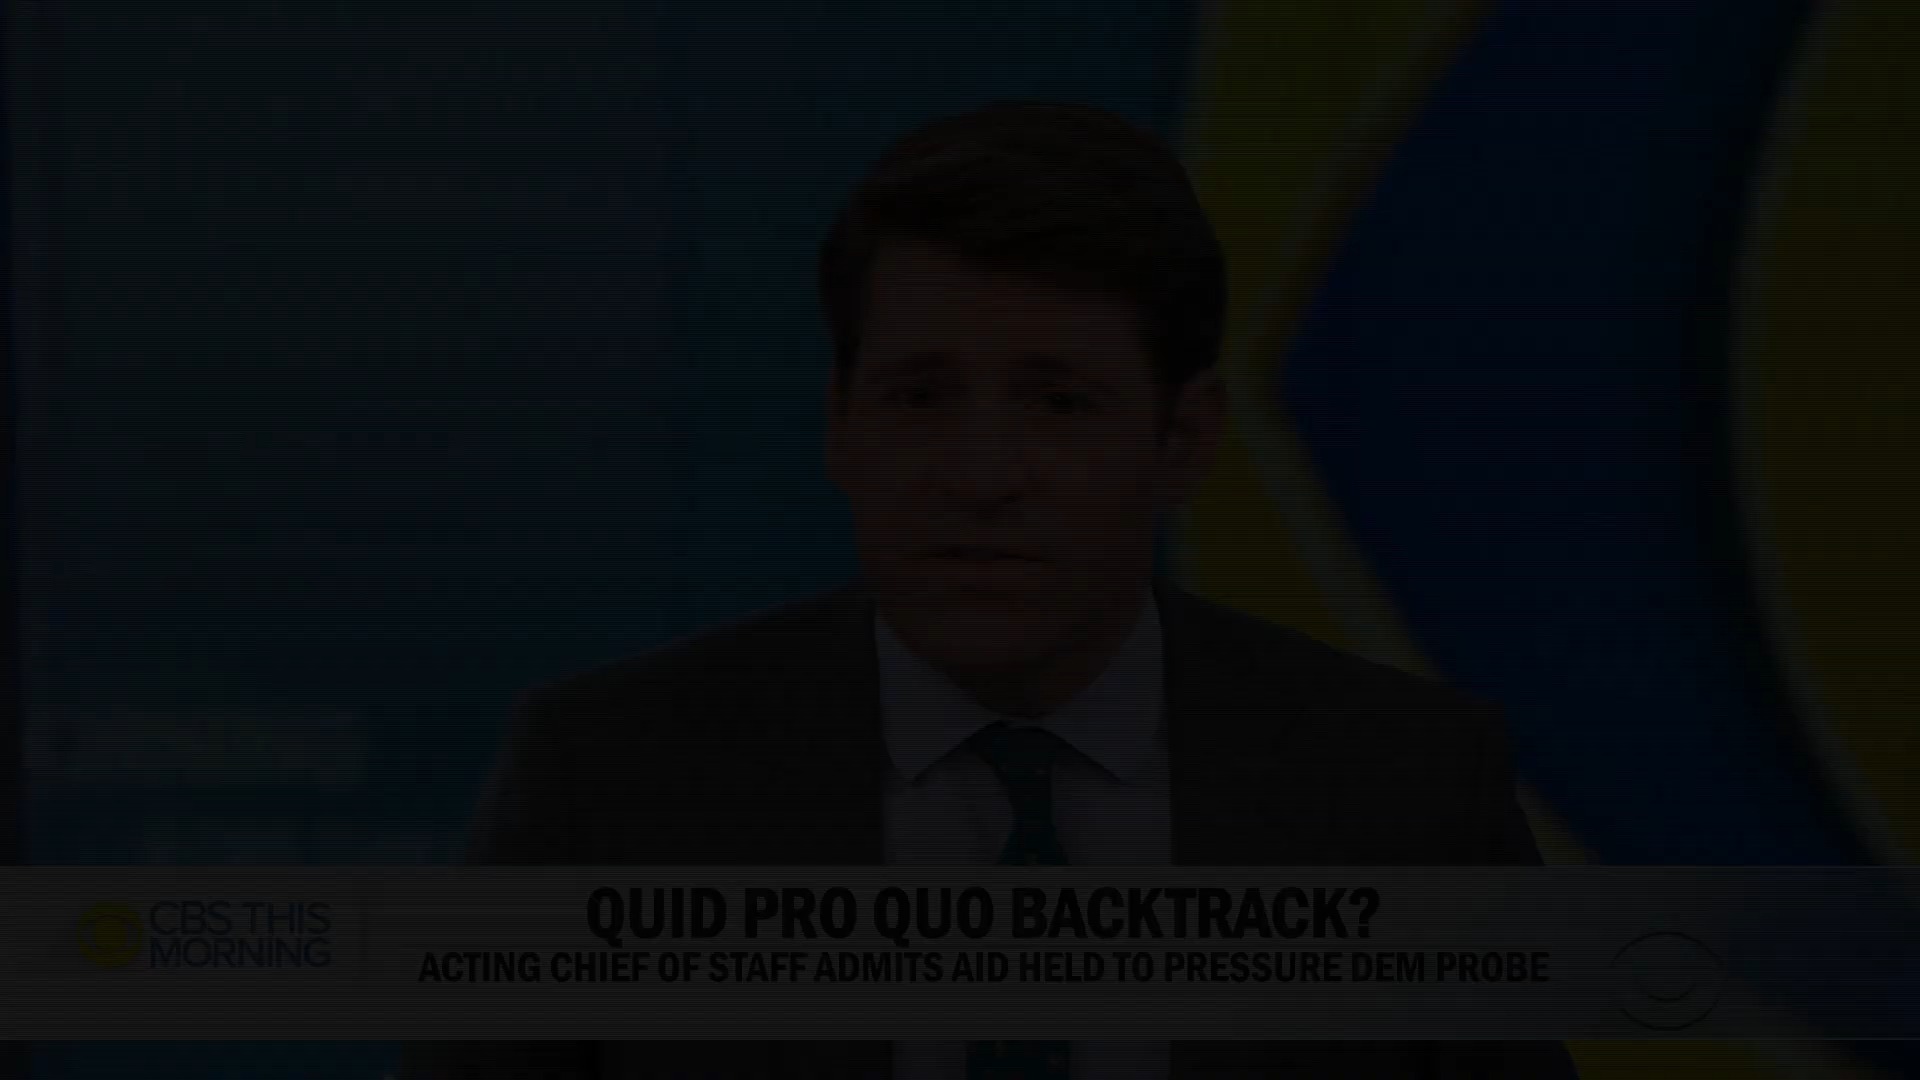 QUID PRO QUO BACKTRACK?
CBS THIS
MORNING
ACTING CHIEF OF STAFF ADMITS AID HELD TO PRESSURE DEM PROBE